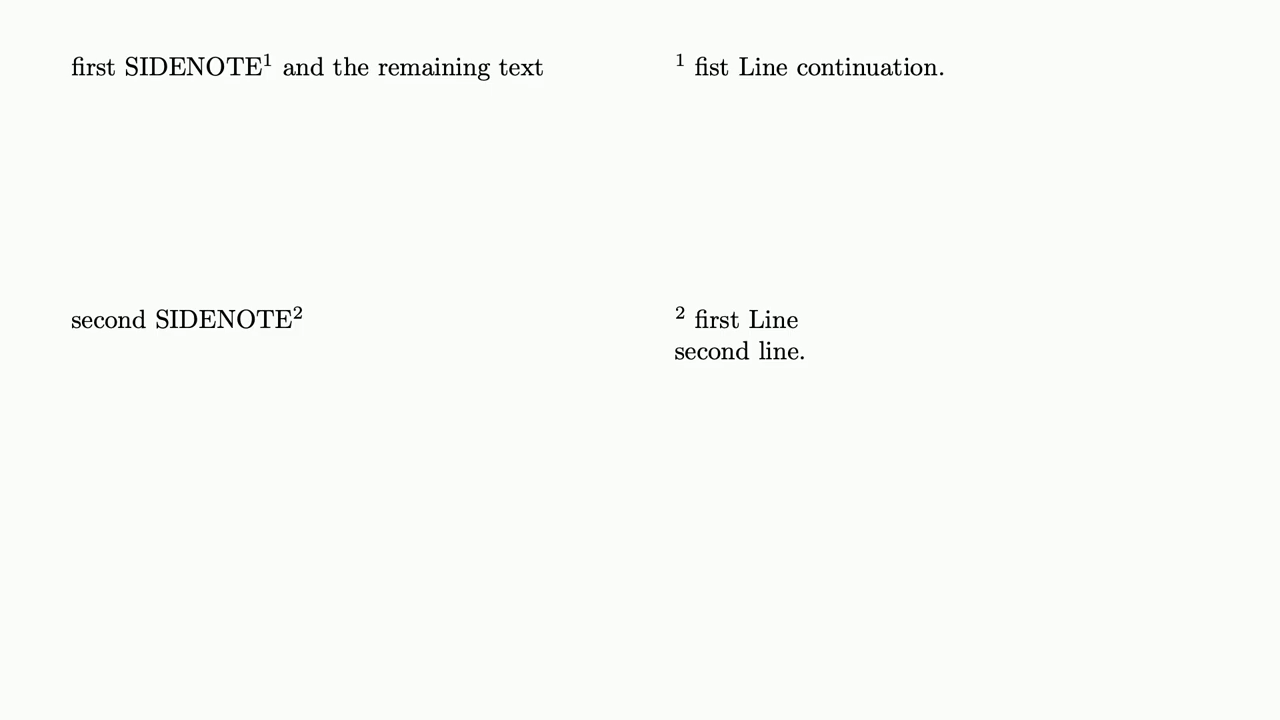 first SIDENOTE¹ and the remaining text
¹ fist Line continuation.
second SIDENOTE²
² first Line
second line.